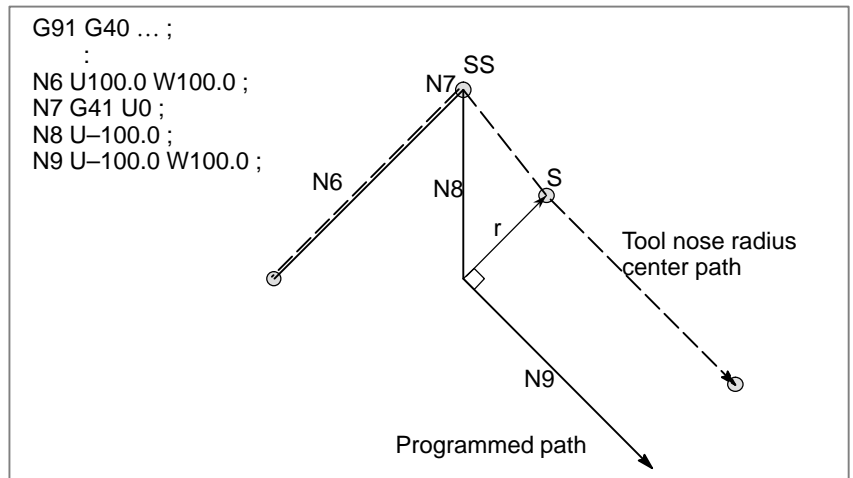 G91 G40 … ;
:
N6 U100.0 W100.0 ;
N7 G41 U0 ;
N8 U–100.0 ;
N9 U–100.0 W100.0 ;
SS
N7
N6
N8
S
r
Tool nose radius
center path
N9
Programmed path